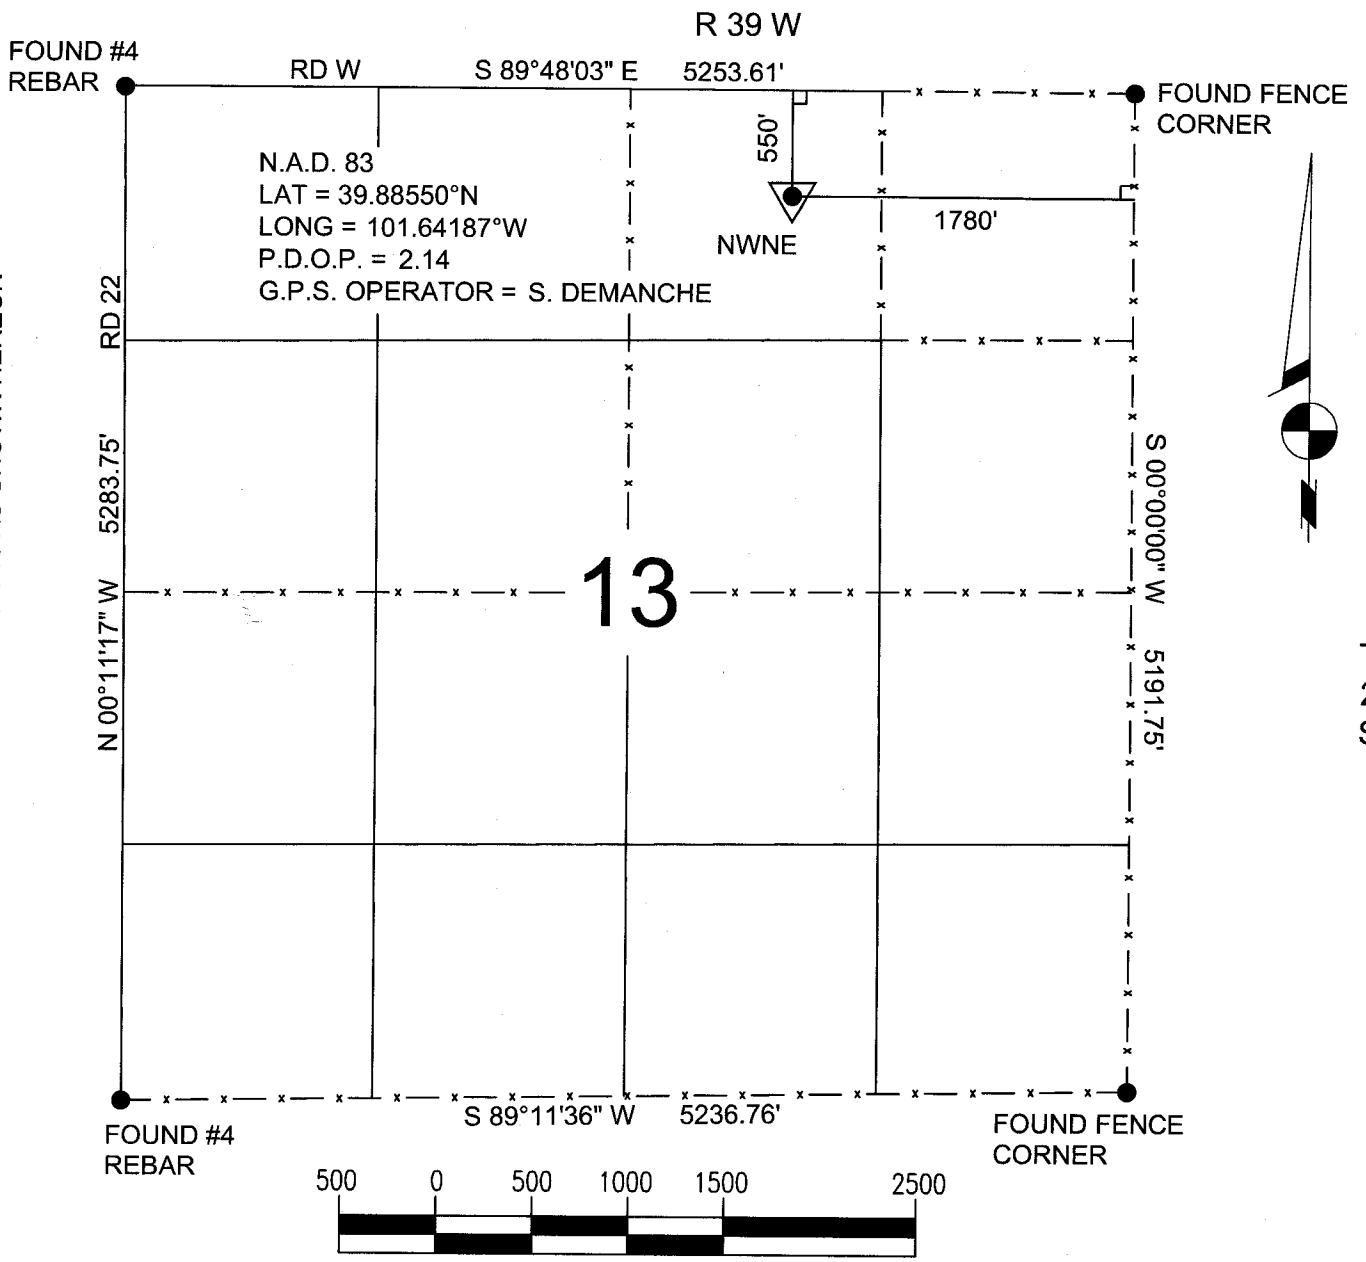 R 39 W
FOUND #4
REBAR
RD W
S 89°48'03" E
5253.61'
FOUND FENCE
CORNER
550'
N.A.D. 83
LAT = 39.88550°N
LONG = 101.64187°W
P.D.O.P. = 2.14
G.P.S. OPERATOR = S. DEMANCHE
NWNE
1780'
RD 22
N 00°11'17" W 5283.75'
13
S 00°00'00" W 5191.75'
S 89°11'36" W
5236.76'
FOUND #4
REBAR
FOUND FENCE
CORNER
500 0 500 1000 1500 2500